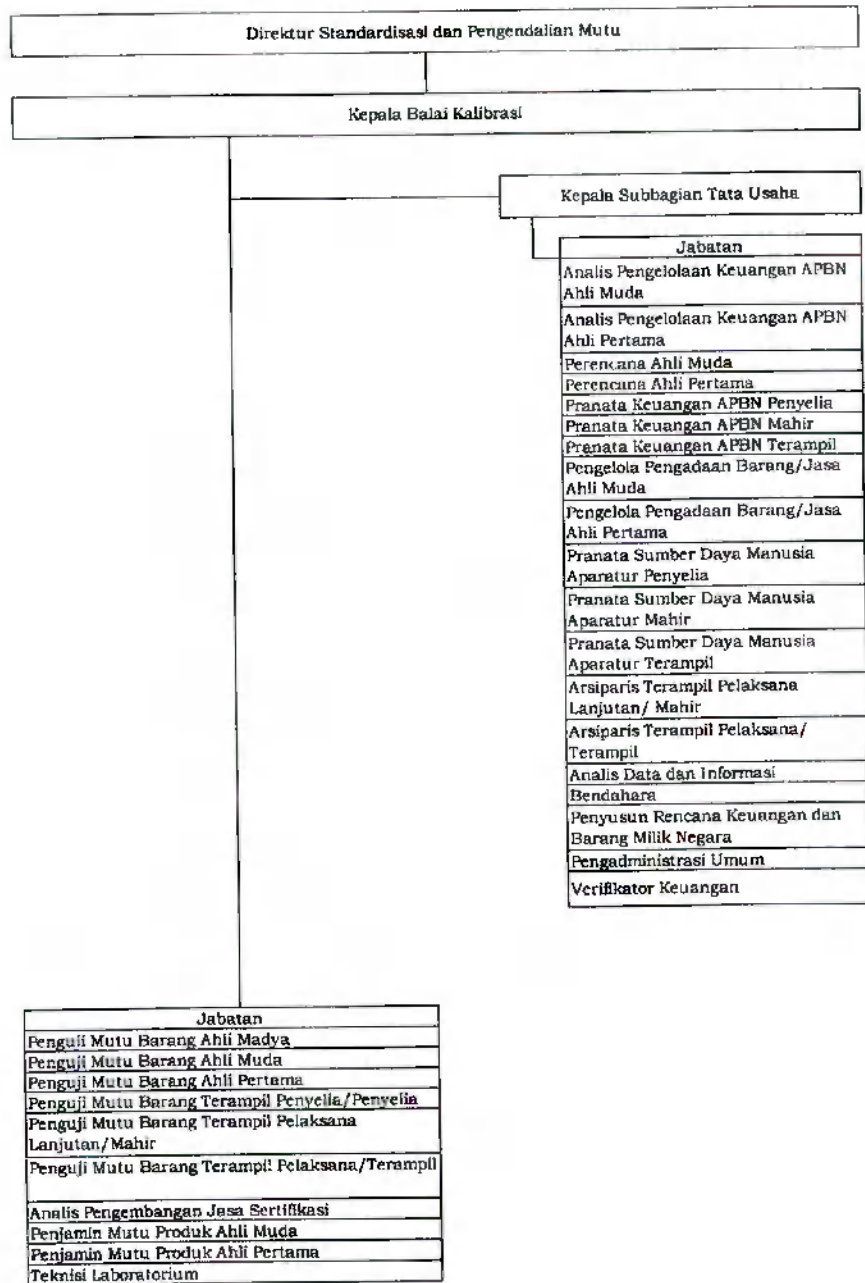 Direktur Standardisasi dan Pengendalian Mutu
Kepala Balai Kalibrasi
Kepala Subbagian Tata Usaha
Jabatan
Analis Pengelolaan Keuangan APBN
Ahli Muda
Analis Pengelolaan Keuangan APBN
Ahli Pertama
Perencana Ahli Muda
Perencana Ahli Pertama
Pranata Keuangan APBN Penyelia
Pranata Keuangan APBN Mahir
Pranata Keuangan APBN Terampil
Pengelola Pengadaan Barang/Jasa
Ahli Muda
Pengelola Pengadaan Barang/Jasa
Ahli Pertama
Pranata Sumber Daya Manusia
Aparatur Penyelia
Pranata Sumber Daya Manusia
Aparatur Mahir
Pranata Sumber Daya Manusia
Aparatur Terampil
Arsiparis Terampil Pelaksana
Lanjutan/ Mahir
Arsiparis Terampil Pelaksana/
Terampil
Analis Data dan Informasi
Bendahara
Penyusun Rencana Keuangan dan
Barang Milik Negara
Pengadministrasi Umum
Verifikator Keuangan
Jabatan
Penguji Mutu Barang Ahli Madya
Penguji Mutu Barang Ahli Muda
Penguji Mutu Barang Ahli Pertama
Penguji Mutu Barang Terampil Penyelia/Penyelia
Penguji Mutu Barang Terampil Pelaksana
Lanjutan/Mahir
Penguji Mutu Barang Terampil Pelaksana/Terampil
Analis Pengembangan Jasa Sertifikasi
Penjamin Mutu Produk Ahli Muda
Penjamin Mutu Produk Ahli Pertama
Teknisi Laboratorium